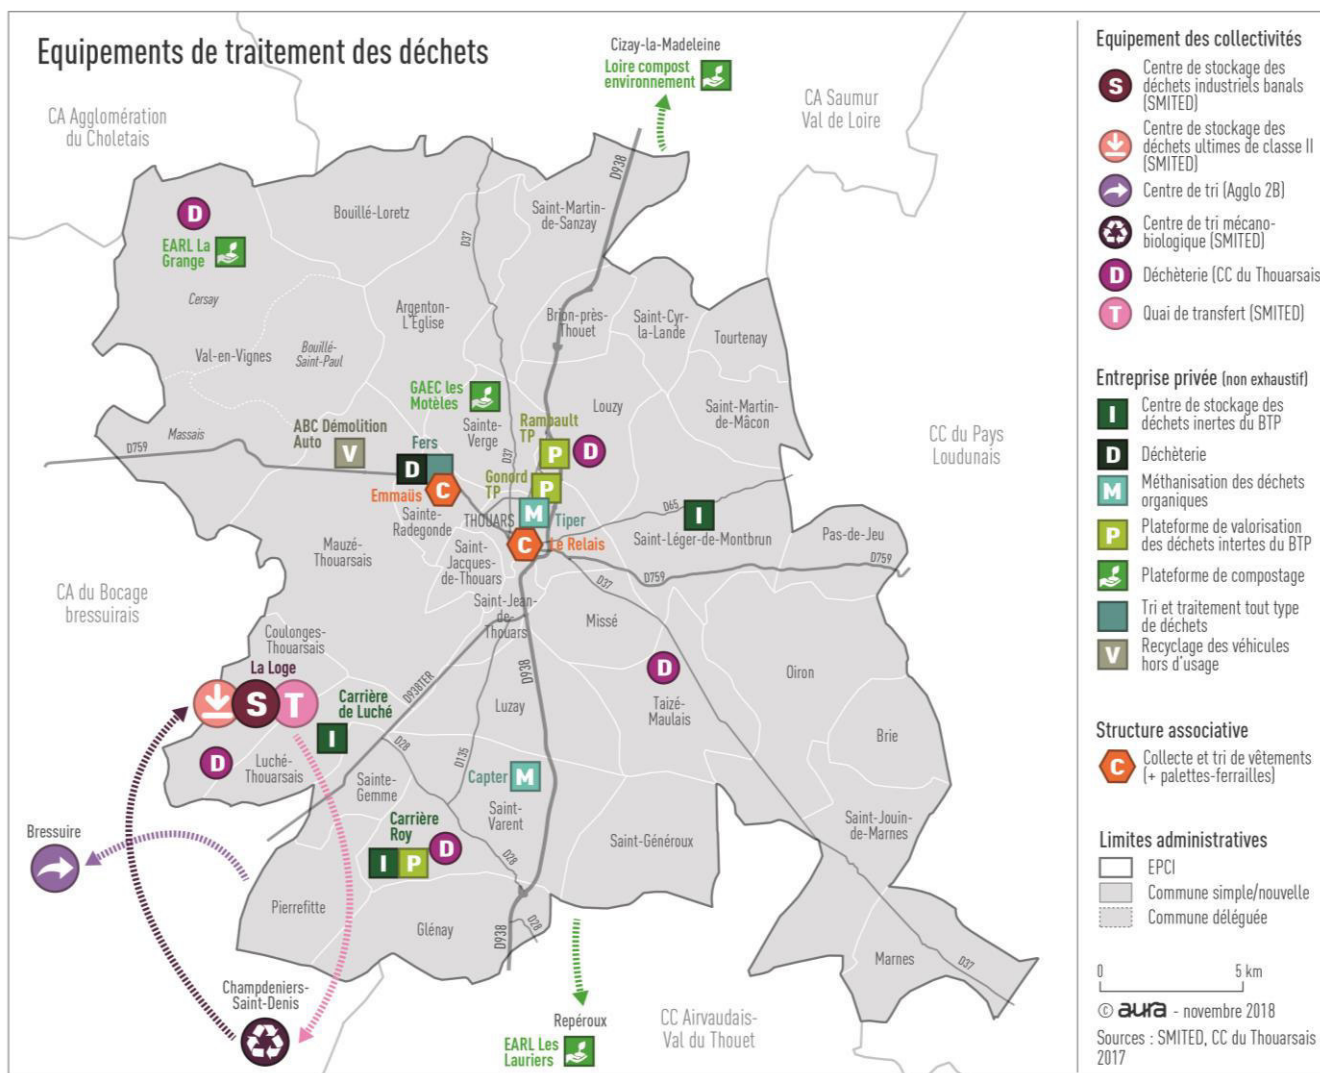 Equipements de traitement des déchets
Cizay-la-Madeleine
Loire compost
environnement
CA Agglomération
du Choletais
CA Saumur
Val de Loire
D938
D37
Saint-Martin-
de-Sanzay
Bouillé-Loretz
D
EARL La
Grange
Cersay
Argenton-
L'Eglise
Brion-près-
Thouet
Saint-Cyr-
la-Lande
Tourtenay
Val-en-Vignes
Bouillé-
Saint-Paul
GAEC les
Motèles
Sainte-
Verge
Louzy
Saint-Martin-
de-Mâcon
Rambault
TP
P
D
ABC Démolition
Auto
V
Massais
D759
Fers
D
Emmaüs
C
D37
Gonord
TP
P
CC du Pays
Loudunais
Sainte-
Radegonde
THOUARS
M
Tiper
D65
I
Saint-Léger-de-Montbrun
Pas-de-Jeu
C
Le Relais
D759
D759
D37
Mauzé-
Thouarsais
Saint-
Jacques-
de-Thouars
CA du Bocage
bressuirais
Saint-Jean-
de-
Thouars
Missé
Coulonges-
Thouarsais
La Loge
S
T
D938TER
D938
D
Taizé-
Maulais
Oiron
Carrière
de Luché
I
Luzay
Brie
D
Luché-
Thouarsais
D28
D135
Capter
M
Sainte-
Gemme
Saint-
Varent
Carrière
Roy
I
P
D
Saint-Généroux
Saint-Jouin-
de-Marnes
Bressuire
D28
Pierrefitte
Glénay
D938
D28
Marnes
D37
Champdeniers-
Saint-Denis
Repéroux
EARL Les
Lauriers
CC Airvaudais-
Val du Thouet
Equipement des collectivités
S
Centre de stockage des
déchets industriels banals
(SMITED)
Centre de stockage des
déchets ultimes de classe II
(SMITED)
Centre de tri (Agglo 2B)
Centre de tri mécano-
biologique (SMITED)
D
Déchèterie (CC du Thouarsais
T
Quai de transfert (SMITED)
Entreprise privée (non exhaustif)
I
Centre de stockage des
déchets inertes du BTP
D
Déchèterie
M
Méthanisation des déchets
organiques
P
Plateforme de valorisation
des déchets intertes du BTP
Plateforme de compostage
Tri et traitement tout type
de déchets
V
Recyclage des véhicules
hors d'usage
Structure associative
C
Collecte et tri de vêtements
(+ palettes-ferrailles)
Limites administratives
EPCI
Commune simple/nouvelle
Commune déléguée
0 5 km
© aura - novembre 2018
Sources : SMITED, CC du Thouarsais
2017